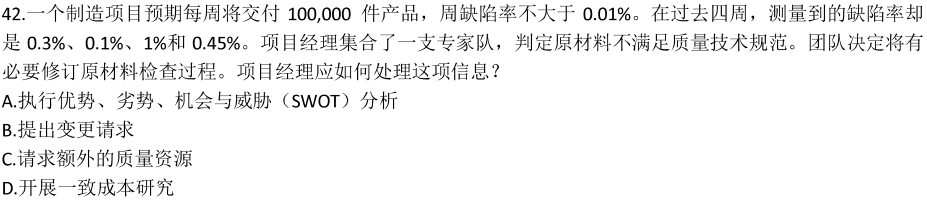 42.一个制造项目预期每周将交付 100,000 件产品，周缺陷率不大于 0.01%。在过去四周，测量到的缺陷率却
是 0.3%、0.1%、1%和 0.45%。项目经理集合了一支专家队，判定原材料不满足质量技术规范。团队决定将有
必要修订原材料检查过程。项目经理应如何处理这项信息？
A.执行优势、劣势、机会与威胁（SWOT）分析
B.提出变更请求
C.请求额外的质量资源
D.开展一致成本研究